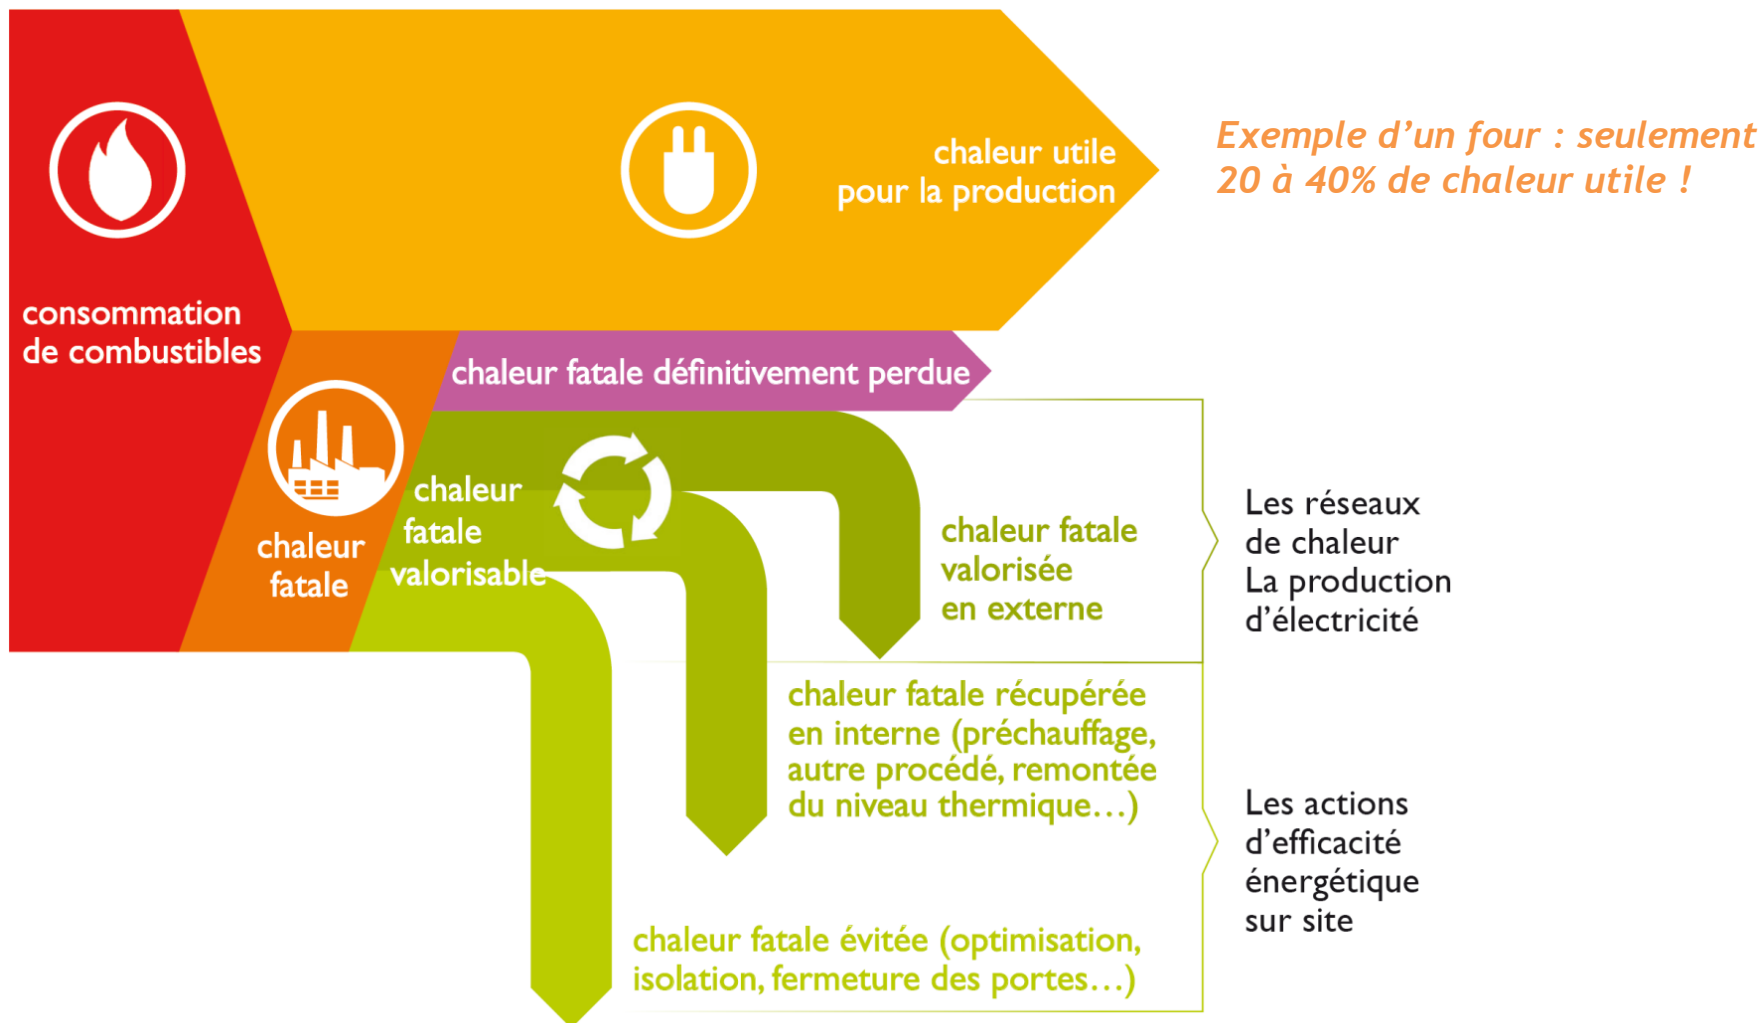 chaleur utile
pour la production
Exemple d’un four : seulement
20 à 40% de chaleur utile !
consommation
de combustibles
chaleur fatale définitivement perdue
chaleur
fatale
chaleur
fatale
valorisable
chaleur fatale
valorisée
en externe
Les réseaux
de chaleur
La production
d’électricité
chaleur fatale récupérée
en interne (préchauffage,
autre procédé, remontée
du niveau thermique…)
Les actions
d’efficacité
énergétique
sur site
chaleur fatale évitée (optimisation,
isolation, fermeture des portes…)